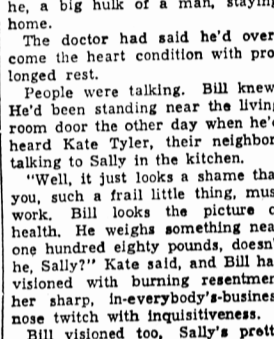 he, a big hulk of a man, staying
home.
The doctor had said he'd over
come the heart condition with pro
longed rest.
People were talking. Bill knew
He'd been standing near the living
room door the other day when he'd
heard Kate Tyler, their neighbor
talking to Sally in the kitchen.
"Well, it just looks a shame tha
you, such a frail little thing, mus
work. Bill looks the picture o
health. He weighs something nea
one hundred eighty pounds, doesn'
he, Sally?" Kate said, and Bill ha
visioned with burning resentmen
her sharp, in-everybody's-busines
nose twitch with inquisitiveness.
Bill visioned too, Sally's prett